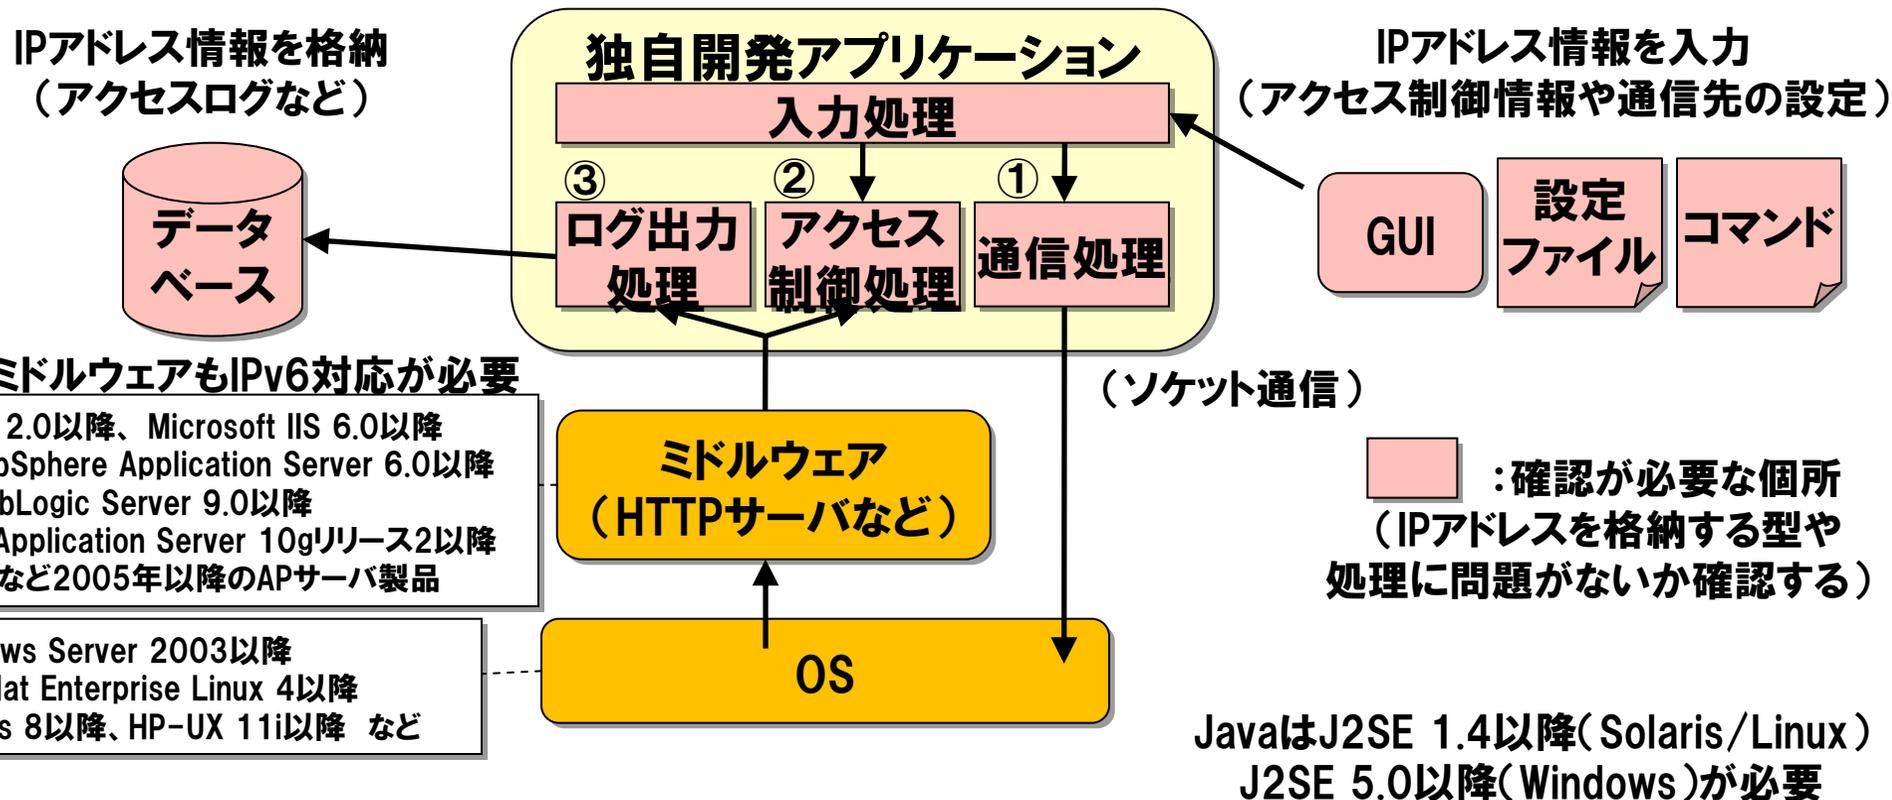 IPアドレス情報を格納
（アクセスログなど）
独自開発アプリケーション
IPアドレス情報を入力
（アクセス制御情報や通信先の設定）
入力処理
③
②
①
ログ出力
処理
アクセス
制御処理
通信処理
データ
ベース
GUI
設定
ファイル
コマンド
ミドルウェアもIPv6対応が必要
（ソケット通信）
2.0以降、Microsoft IIS 6.0以降
Sphere Application Server 6.0以降
Logic Server 9.0以降
Application Server 10gリリース2以降
など2005年以降のAPサーバ製品
ミドルウェア
（HTTPサーバなど）
：確認が必要な個所
（IPアドレスを格納する型や
処理に問題がないか確認する）
ws Server 2003以降
Enterprise Linux 4以降
s 8以降、HP-UX 11i以降 など
OS
JavaはJ2SE 1.4以降（Solaris/Linux）
J2SE 5.0以降（Windows）が必要